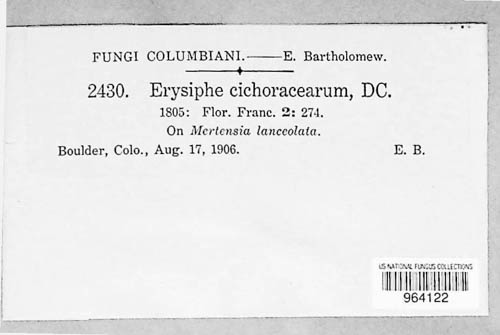 FUNGI COLUMBIANI.——E. Bartholomew.
2430. Erysiphe cichoracearum, DC.
1805: Flor. Franc. 2: 274.
On Mertensia lanceolata.
Boulder, Colo., Aug. 17, 1906. E. B.
US NATIONAL FUNGUS COLLECTIONS
964122